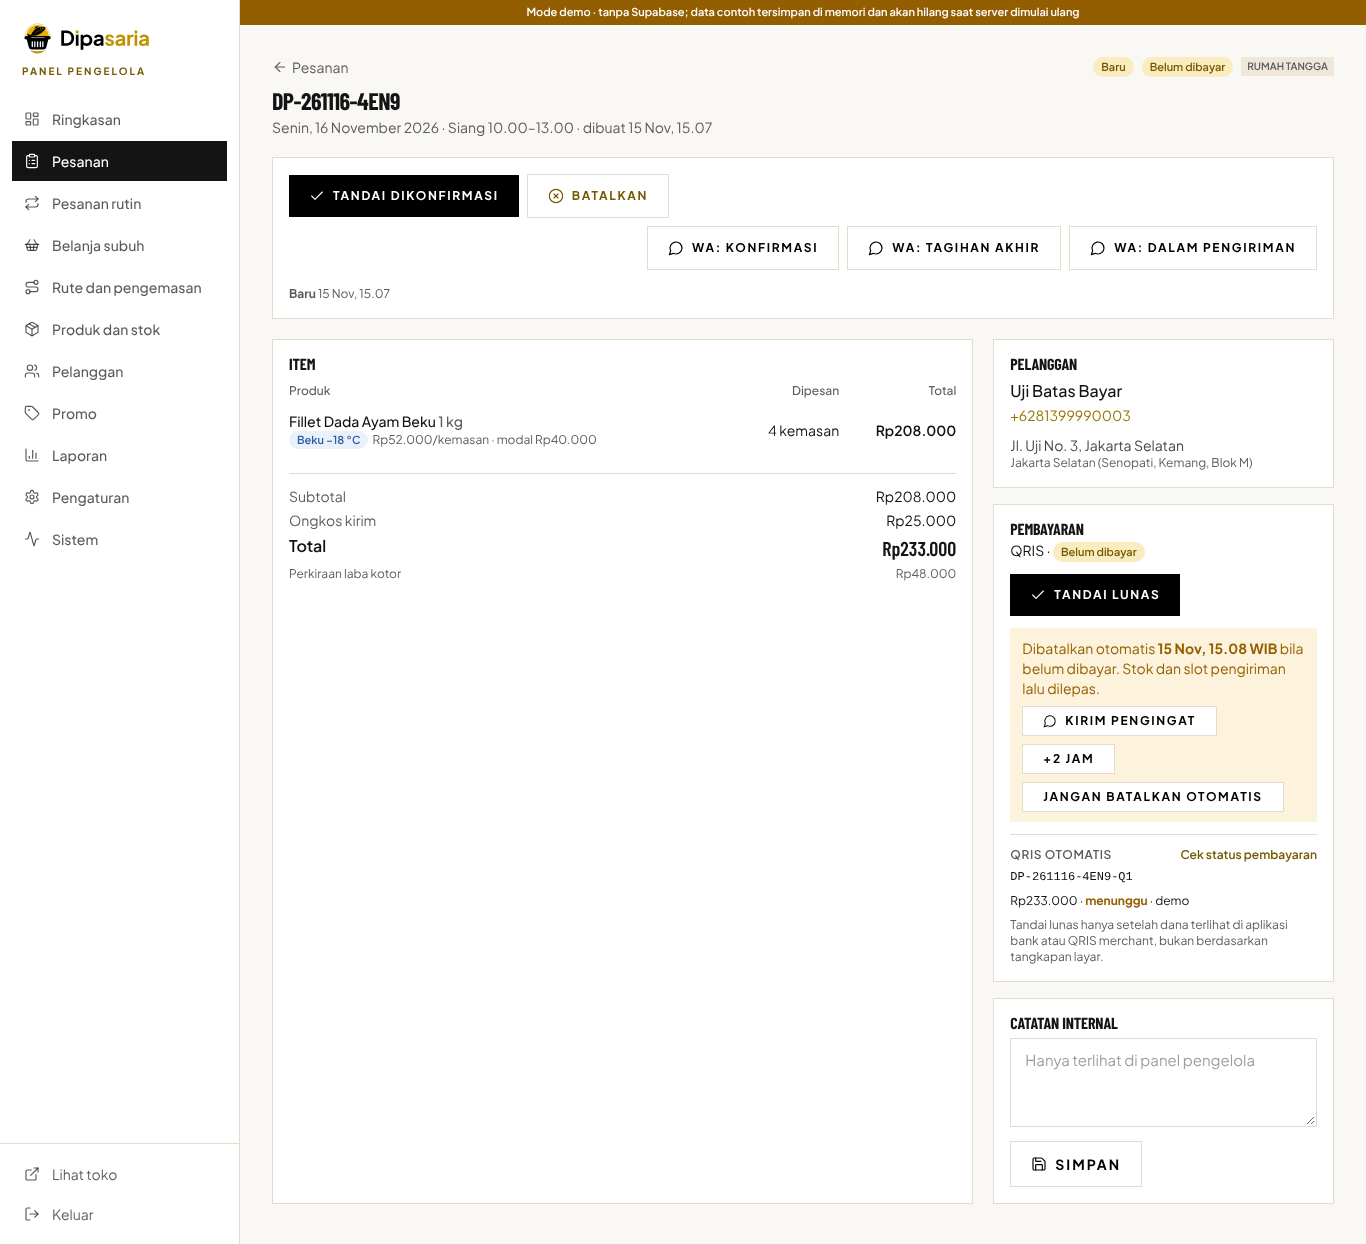 Mode demo · tanpa Supabase; data contoh tersimpan di memori dan akan hilang saat server dimulai ulang
Dipasaria
PANEL PENGELOLA
Ringkasan
Pesanan
Pesanan rutin
Belanja subuh
Rute dan pengemasan
Produk dan stok
Pelanggan
Promo
Laporan
Pengaturan
Sistem
Lihat toko
Keluar
Pesanan
Baru
Belum dibayar
RUMAH TANGGA
DP-261116-4EN9
Senin, 16 November 2026 · Siang 10.00–13.00 · dibuat 15 Nov, 15.07
TANDAI DIKONFIRMASI
BATALKAN
WA: KONFIRMASI
WA: TAGIHAN AKHIR
WA: DALAM PENGIRIMAN
Baru 15 Nov, 15.07
ITEM
Produk Dipesan Total
Fillet Dada Ayam Beku 1 kg
Beku −18 °C Rp52.000/kemasan · modal Rp40.000
4 kemasan Rp208.000
Subtotal Rp208.000
Ongkos kirim Rp25.000
Total Rp233.000
Perkiraan laba kotor Rp48.000
PELANGGAN
Uji Batas Bayar
+6281399990003
Jl. Uji No. 3, Jakarta Selatan
Jakarta Selatan (Senopati, Kemang, Blok M)
PEMBAYARAN
QRIS · Belum dibayar
TANDAI LUNAS
Dibatalkan otomatis 15 Nov, 15.08 WIB bila
belum dibayar. Stok dan slot pengiriman
lalu dilepas.
KIRIM PENGINGAT
+2 JAM
JANGAN BATALKAN OTOMATIS
QRIS OTOMATIS Cek status pembayaran
DP-261116-4EN9-Q1
Rp233.000 · menunggu · demo
Tandai lunas hanya setelah dana terlihat di aplikasi
bank atau QRIS merchant, bukan berdasarkan
tangkapan layar.
CATATAN INTERNAL
Hanya terlihat di panel pengelola
SIMPAN